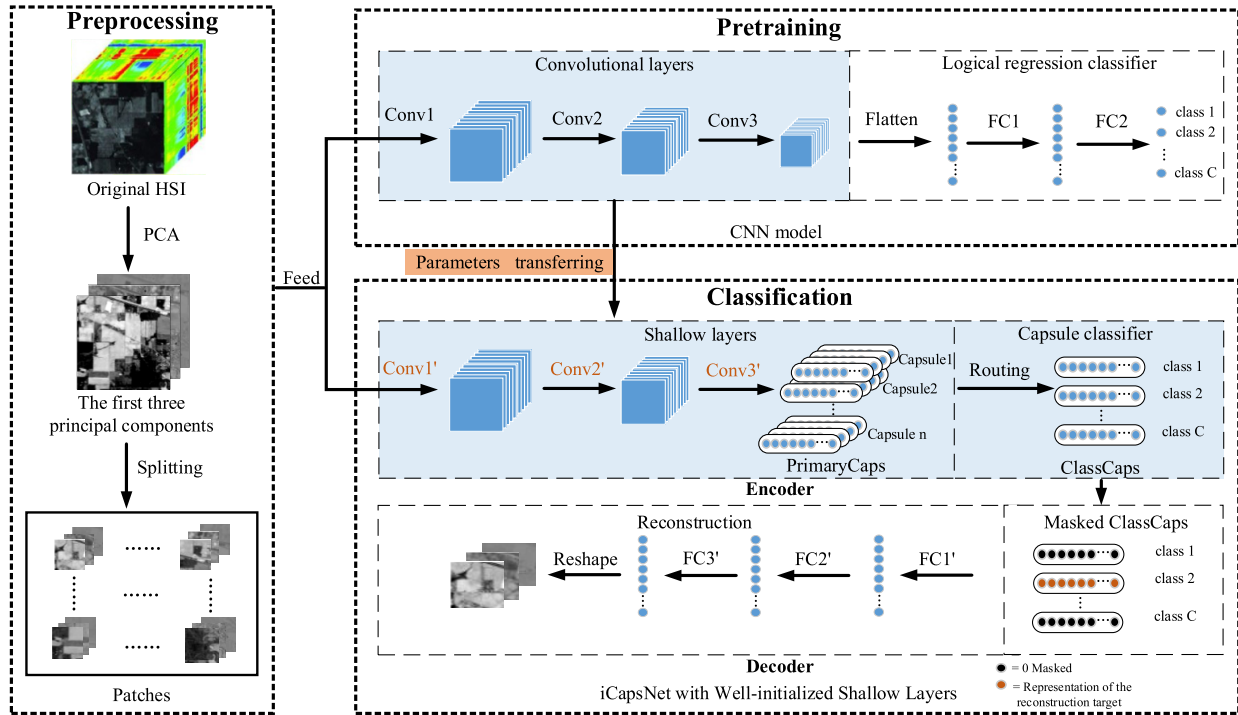 Preprocessing
Original HSI
PCA
The first three
principal components
Splitting
......
......
......
Patches
Feed
Pretraining
Convolutional layers
Conv1
Conv2
Conv3
Logical regression classifier
Flatten
FC1
FC2
class 1
class 2
class C
CNN model
Parameters transferring
Classification
Shallow layers
Conv1'
Conv2'
Conv3'
Capsule1
Capsule2
Capsule n
PrimaryCaps
Capsule classifier
Routing
class 1
class 2
class C
ClassCaps
Encoder
Reconstruction
Reshape
FC3'
FC2'
FC1'
Masked ClassCaps
class 1
class 2
class C
Decoder
= 0 Masked
= Representation of the
reconstruction target
iCapsNet with Well-initialized Shallow Layers